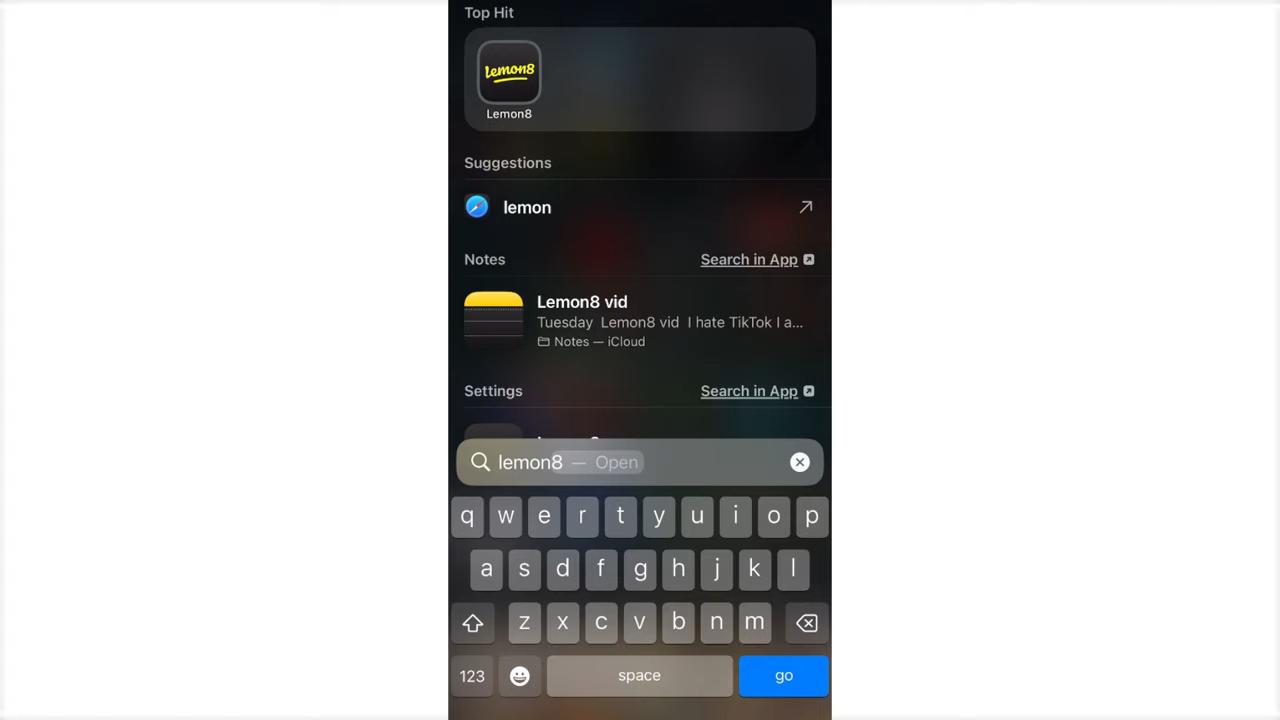 Top Hit
lemon8
Lemon8
Suggestions
lemon
Notes
Search in App
Lemon8 vid
Tuesday Lemon8 vid I hate TikTok I a...
Notes — iCloud
Settings
Search in App
lemon8 — Open
q w e r t y u i o p
a s d f g h j k l
z x c v b n m
123
space
go